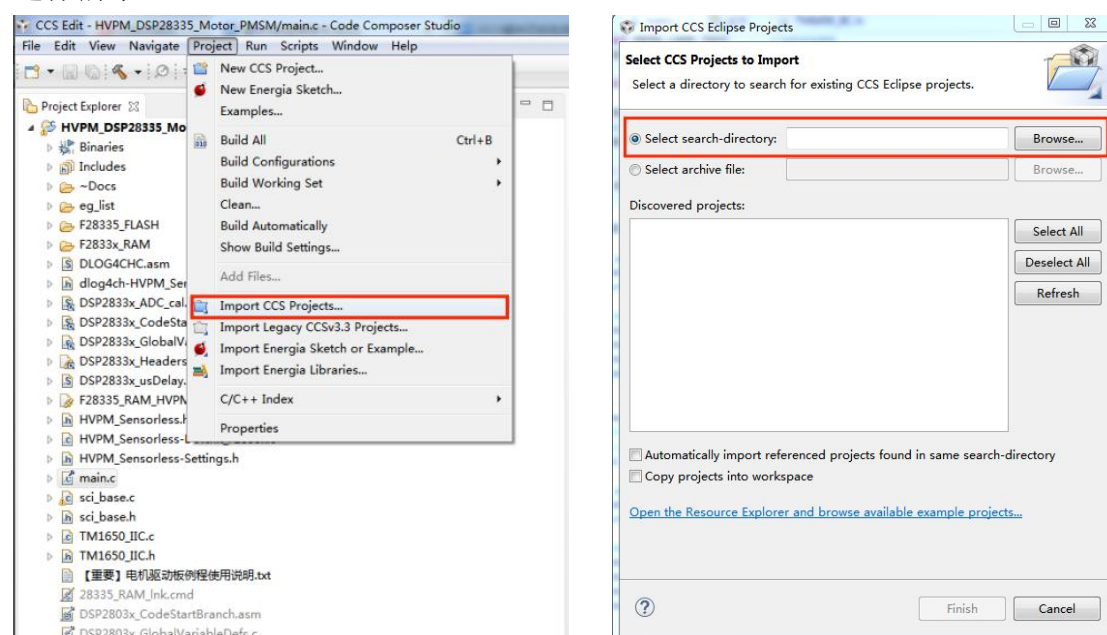 CCS Edit - HVPM_DSP28335_Motor_PMSM/main.c - Code Composer Studio
File Edit View Navigate Project Run Scripts Window Help
New CCS Project...
New Energia Sketch...
Examples...
Build All Ctrl+B
Build Configurations
Build Working Set
Clean...
Build Automatically
Show Build Settings...
Add Files...
Import CCS Projects...
Import Legacy CCSv3.3 Projects...
Import Energia Sketch or Example...
Import Energia Libraries...
C/C++ Index
Properties
Project Explorer
HVPM_DSP28335_Mo
Binaries
Includes
~Docs
eg_list
F28335_FLASH
F2833x_RAM
DLOG4CHC.asm
dlog4ch-HVPM_Ser
DSP2833x_ADC_cal.
DSP2833x_CodeSta
DSP2833x_GlobalV
DSP2833x_Headers
DSP2833x_usDelay.
F28335_RAM_HVPM
HVPM_Sensorless.h
HVPM_Sensorless-Settings.h
main.c
sci_base.c
sci_base.h
TM1650_IIC.c
TM1650_IIC.h
【重要】电机驱动板例程使用说明.txt
28335_RAM_lnk.cmd
DSP2803x_CodeStartBranch.asm
DSP2803x_GlobalVariableDefs.c
Import CCS Eclipse Projects
Select CCS Projects to Import
Select a directory to search for existing CCS Eclipse projects.
Select search-directory: Browse...
Select archive file: Browse...
Discovered projects:
Select All
Deselect All
Refresh
Automatically import referenced projects found in same search-directory
Copy projects into workspace
Open the Resource Explorer and browse available example projects...
Finish Cancel